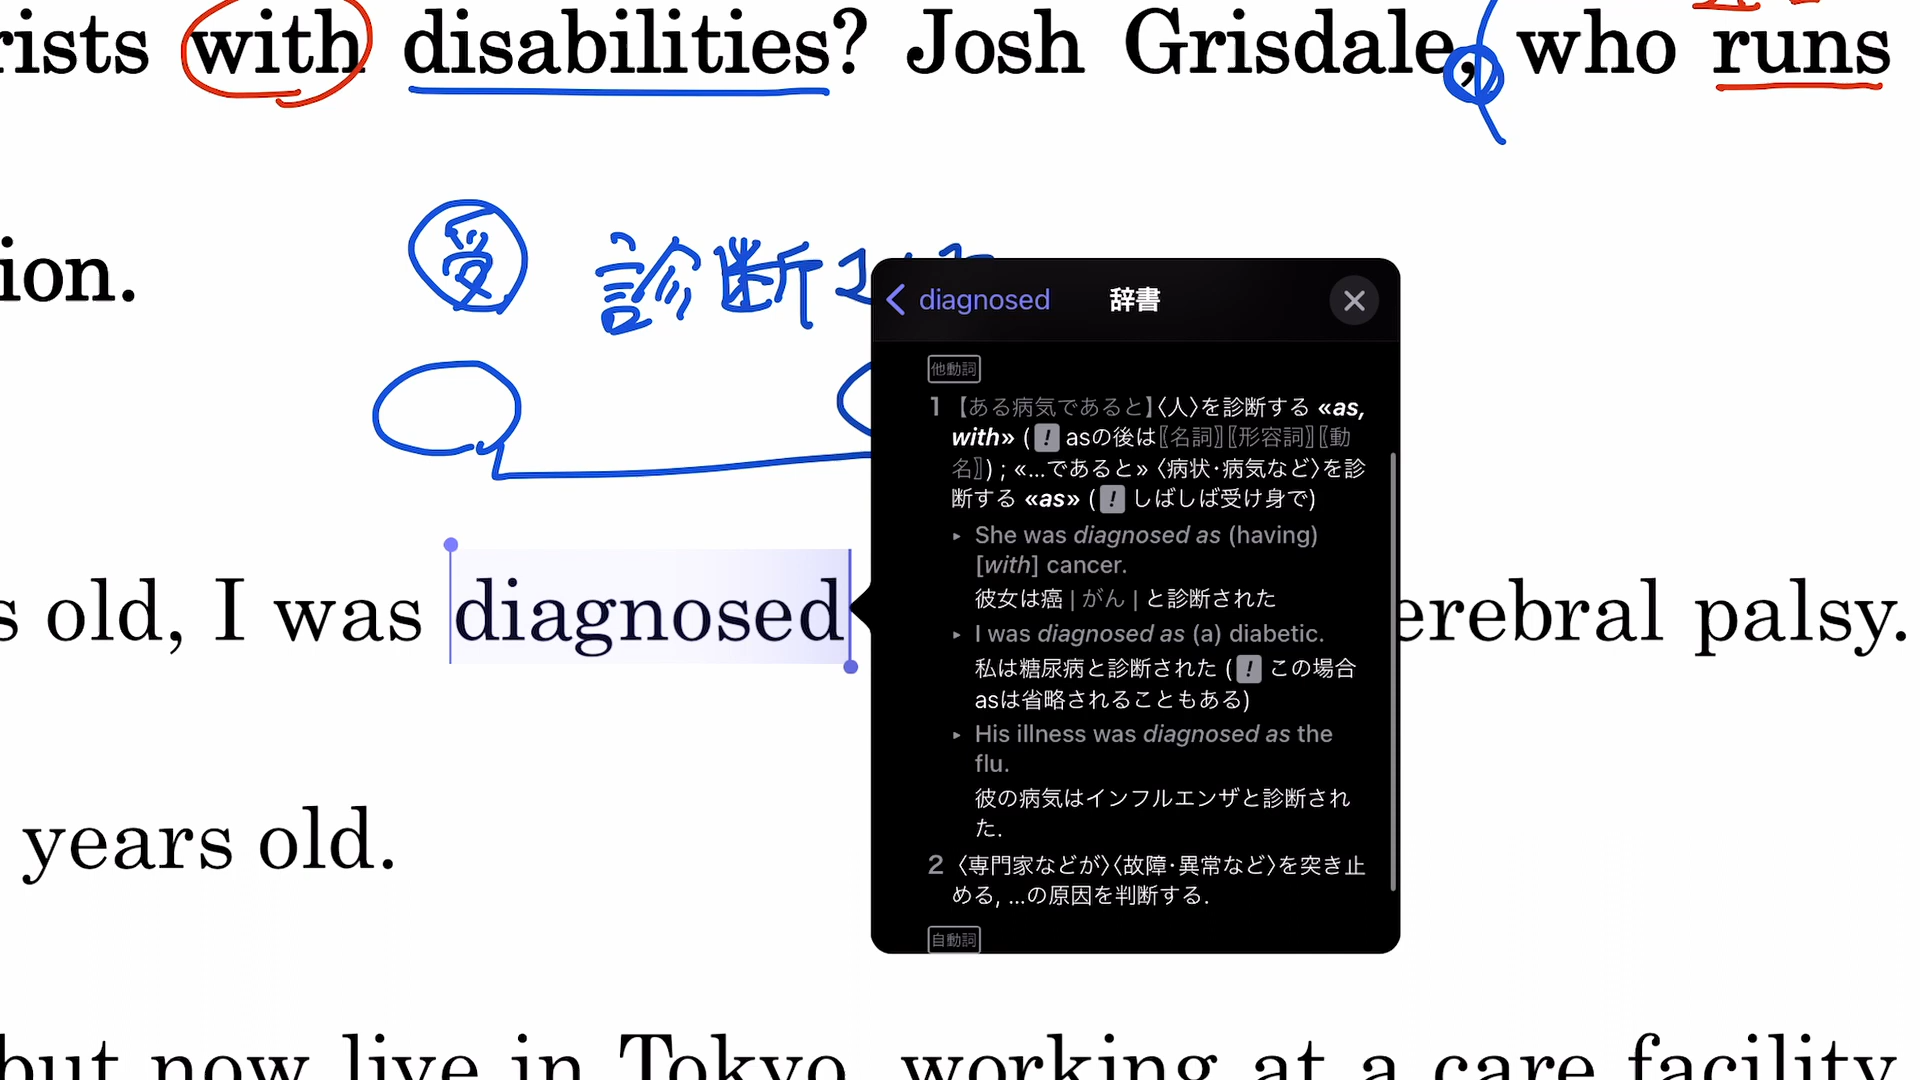 rists with disabilities? Josh Grisdale, who runs
ion.
受 診断
s old, I was diagnosed
erebral palsy.
years old.
but now live in Tokyo, working at a care facility
diagnosed 辞書
他動詞
1 【ある病気であると】〈人〉を診断する «as,
with» ( ! asの後は〖名詞〗〖形容詞〗〖動
名〗) ; «…であると» 〈病状·病気など〉を診
断する «as» ( ! しばしば受け身で)
▸ She was diagnosed as (having)
[with] cancer.
彼女は癌 | がん | と診断された
▸ I was diagnosed as (a) diabetic.
私は糖尿病と診断された ( ! この場合
asは省略されることもある)
▸ His illness was diagnosed as the
flu.
彼の病気はインフルエンザと診断され
た.
2 〈専門家などが〉〈故障·異常など〉を突き止
める, …の原因を判断する.
自動詞